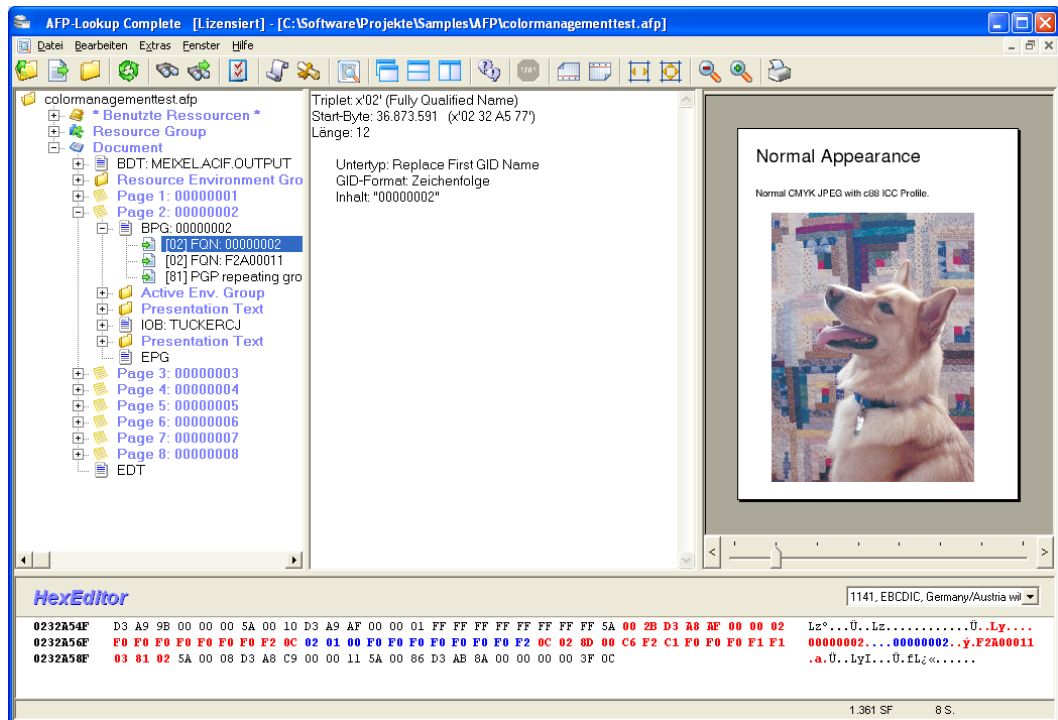 AFP-Lookup Complete [Lizensiert] - [C:\Software\Projekte\Samples\AFP\colormanagementtest.afp]
Datei Bearbeiten Extras Fenster Hilfe
colormanagementtest.afp
* Benutzte Ressourcen *
Resource Group
Document
BDT: MEIXEL.ACIF.OUTPUT
Resource Environment Gro
Page 1: 00000001
Page 2: 00000002
BPG: 00000002
[02] FQN: 00000002
[02] FQN: F2A00011
[81] PGP repeating gro
Active Env. Group
Presentation Text
IOB: TUCKERCJ
Presentation Text
EPG
Page 3: 00000003
Page 4: 00000004
Page 5: 00000005
Page 6: 00000006
Page 7: 00000007
Page 8: 00000008
EDT
Triplet: x'02' (Fully Qualified Name)
Start-Byte: 36.873.591 (x'02 32 A5 77')
Länge: 12
Untertyp: Replace First GID Name
GID-Format: Zeichenfolge
Inhalt: "00000002"
Normal Appearance
Normal CMYK JPEG with c88 ICC Profile.
HexEditor
1141, EBCDIC, Germany/Austria wil
0232A54F D3 A9 9B 00 00 00 5A 00 10 D3 A9 AF 00 00 01 FF FF FF FF FF FF FF FF 5A 00 2B D3 A8 AF 00 00 02 Lz°...Ü..Lz...........Ü..Ly....
0232A56F F0 F0 F0 F0 F0 F0 F0 F2 0C 02 01 00 F0 F0 F0 F0 F0 F0 F0 F2 0C 02 8D 00 C6 F2 C1 F0 F0 F0 F1 F1 00000002....00000002..ý.F2A00011
0232A58F 03 81 02 5A 00 08 D3 A8 C9 00 00 11 5A 00 86 D3 AB 8A 00 00 00 00 3F 0C .a.Ü..LyI...Ü.fL¿«......
1.361 SF 8 S.